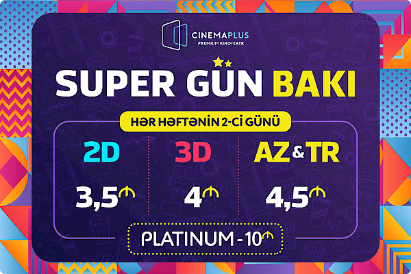 CINEMAPLUS
PREMIUM KINOTEATR
SUPER GÜN BAKI
HƏR HƏFTƏNİN 2-Cİ GÜNÜ
2D 3D AZ & TR
3,5₼ 4₼ 4,5₼
PLATINUM - 10₼